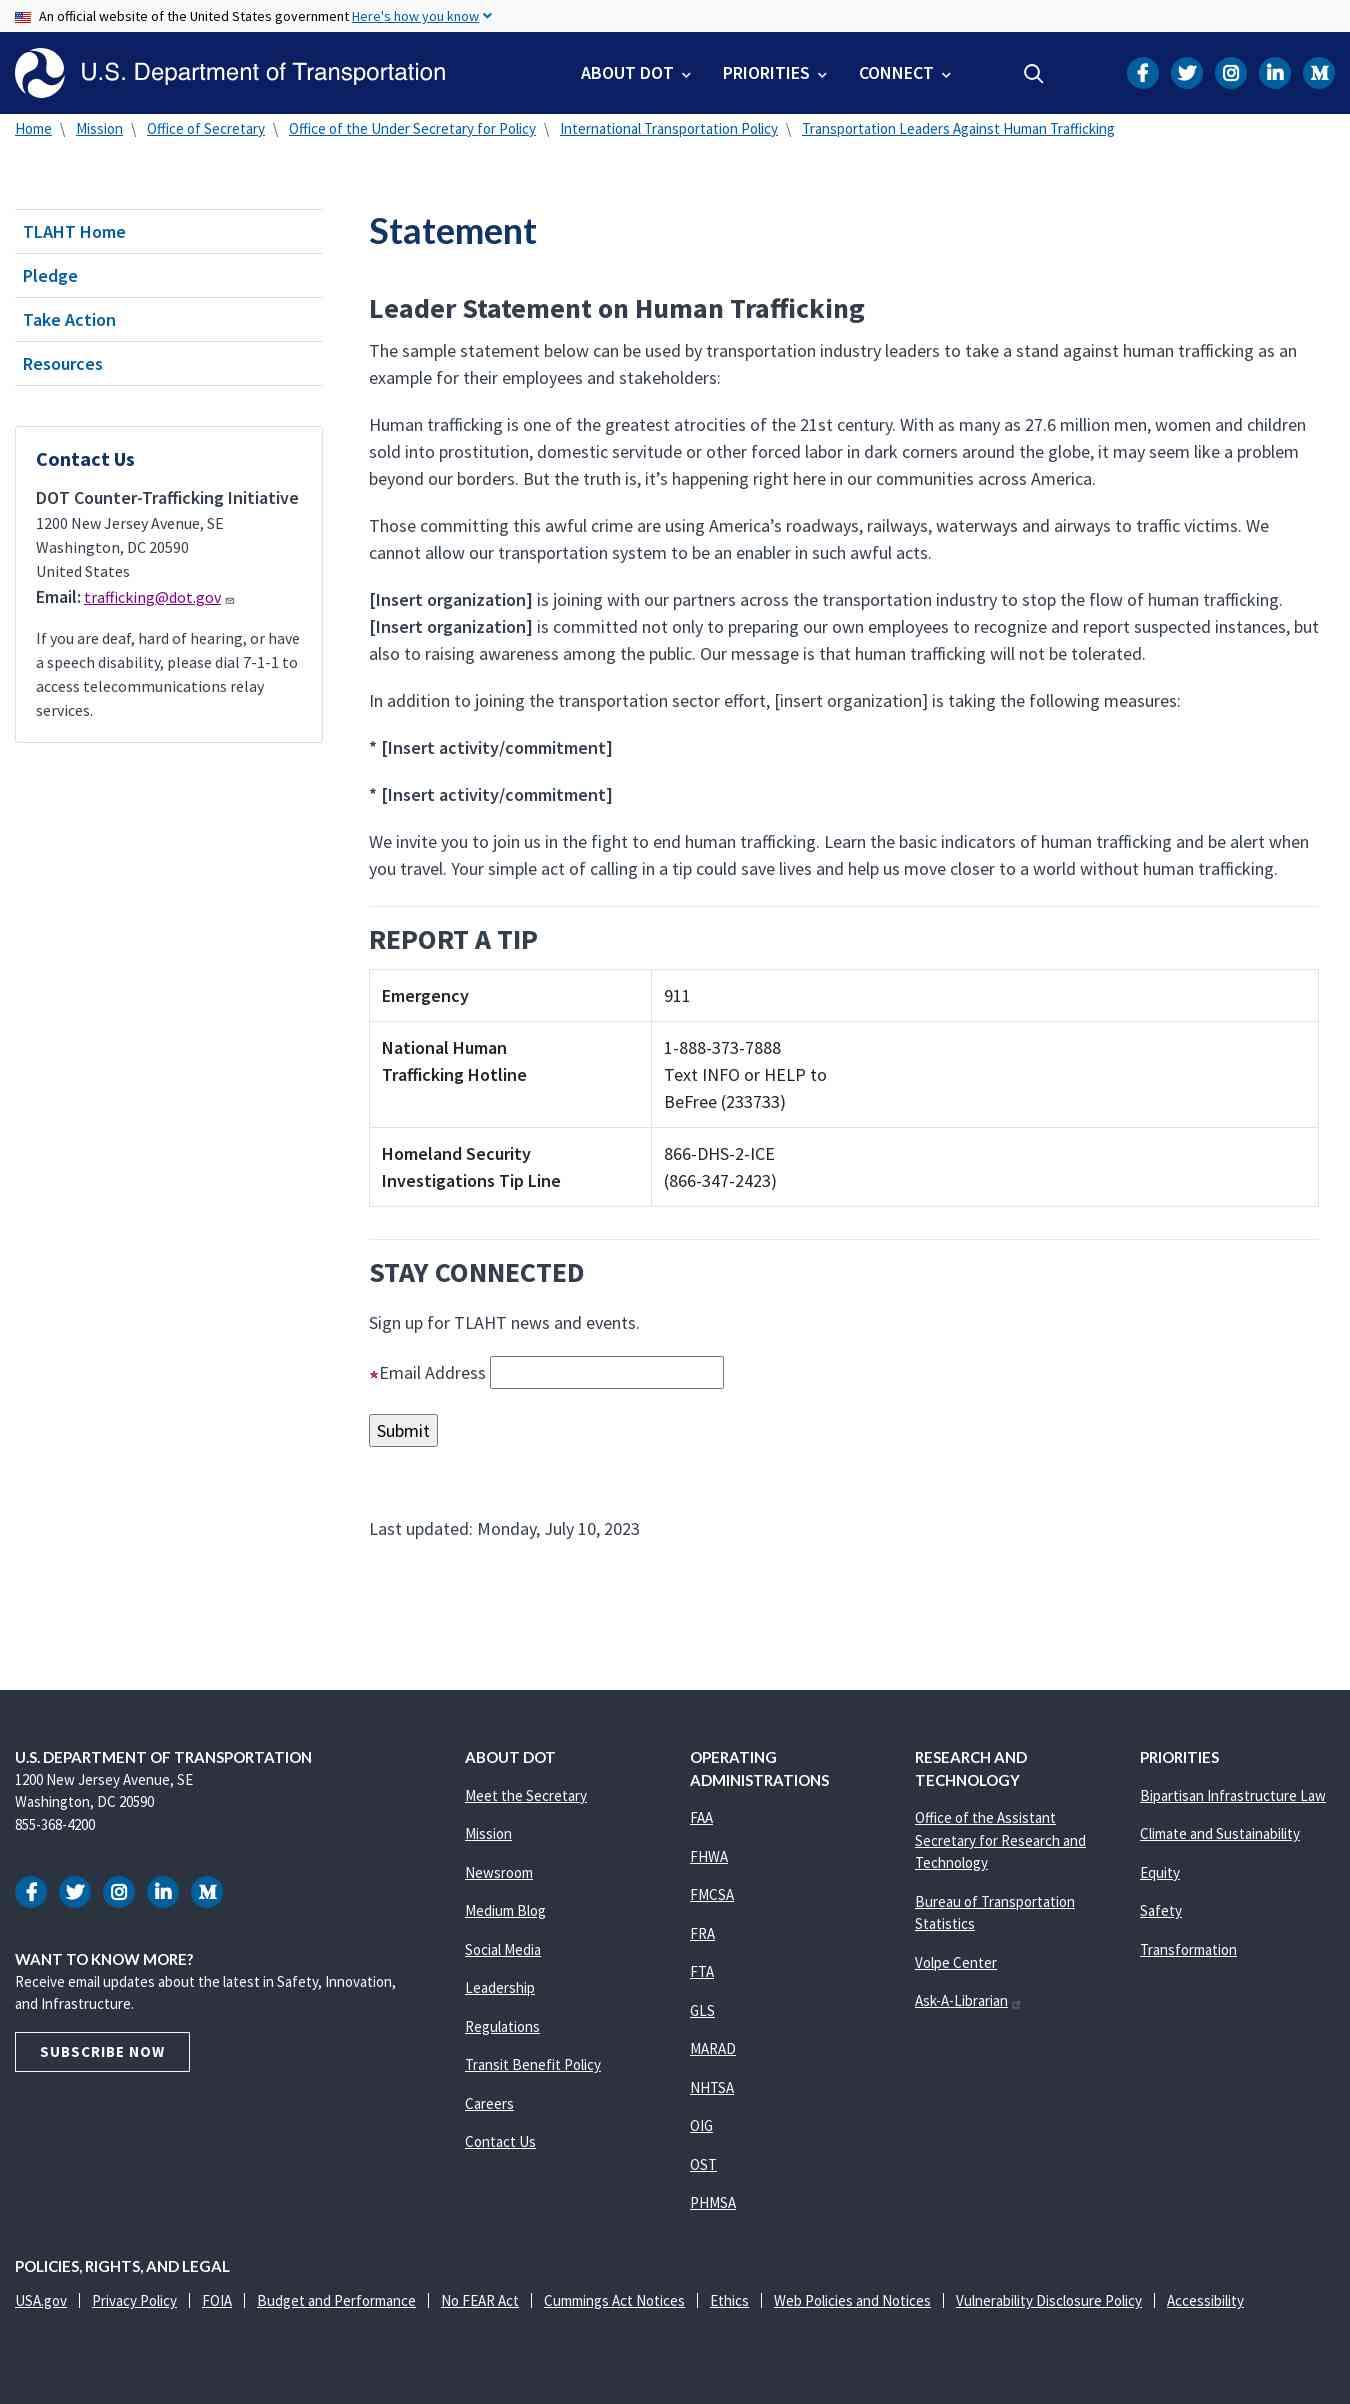 An official website of the United States government Here's how you know
U.S. Department of Transportation
ABOUT DOT
PRIORITIES
CONNECT
Home \ Mission \ Office of Secretary \ Office of the Under Secretary for Policy \ International Transportation Policy \ Transportation Leaders Against Human Trafficking
TLAHT Home
Pledge
Take Action
Resources
Contact Us
DOT Counter-Trafficking Initiative
1200 New Jersey Avenue, SE
Washington, DC 20590
United States
Email: trafficking@dot.gov
If you are deaf, hard of hearing, or have
a speech disability, please dial 7-1-1 to
access telecommunications relay
services.
Statement
Leader Statement on Human Trafficking
The sample statement below can be used by transportation industry leaders to take a stand against human trafficking as an
example for their employees and stakeholders:
Human trafficking is one of the greatest atrocities of the 21st century. With as many as 27.6 million men, women and children
sold into prostitution, domestic servitude or other forced labor in dark corners around the globe, it may seem like a problem
beyond our borders. But the truth is, it’s happening right here in our communities across America.
Those committing this awful crime are using America’s roadways, railways, waterways and airways to traffic victims. We
cannot allow our transportation system to be an enabler in such awful acts.
[Insert organization] is joining with our partners across the transportation industry to stop the flow of human trafficking.
[Insert organization] is committed not only to preparing our own employees to recognize and report suspected instances, but
also to raising awareness among the public. Our message is that human trafficking will not be tolerated.
In addition to joining the transportation sector effort, [insert organization] is taking the following measures:
* [Insert activity/commitment]
* [Insert activity/commitment]
We invite you to join us in the fight to end human trafficking. Learn the basic indicators of human trafficking and be alert when
you travel. Your simple act of calling in a tip could save lives and help us move closer to a world without human trafficking.
REPORT A TIP
Emergency
911
National Human
Trafficking Hotline
1-888-373-7888
Text INFO or HELP to
BeFree (233733)
Homeland Security
Investigations Tip Line
866-DHS-2-ICE
(866-347-2423)
STAY CONNECTED
Sign up for TLAHT news and events.
*Email Address
Submit
Last updated: Monday, July 10, 2023
U.S. DEPARTMENT OF TRANSPORTATION
1200 New Jersey Avenue, SE
Washington, DC 20590
855-368-4200
WANT TO KNOW MORE?
Receive email updates about the latest in Safety, Innovation,
and Infrastructure.
SUBSCRIBE NOW
ABOUT DOT
Meet the Secretary
Mission
Newsroom
Medium Blog
Social Media
Leadership
Regulations
Transit Benefit Policy
Careers
Contact Us
OPERATING
ADMINISTRATIONS
FAA
FHWA
FMCSA
FRA
FTA
GLS
MARAD
NHTSA
OIG
OST
PHMSA
RESEARCH AND
TECHNOLOGY
Office of the Assistant
Secretary for Research and
Technology
Bureau of Transportation
Statistics
Volpe Center
Ask-A-Librarian
PRIORITIES
Bipartisan Infrastructure Law
Climate and Sustainability
Equity
Safety
Transformation
POLICIES, RIGHTS, AND LEGAL
USA.gov | Privacy Policy | FOIA | Budget and Performance | No FEAR Act | Cummings Act Notices | Ethics | Web Policies and Notices | Vulnerability Disclosure Policy | Accessibility